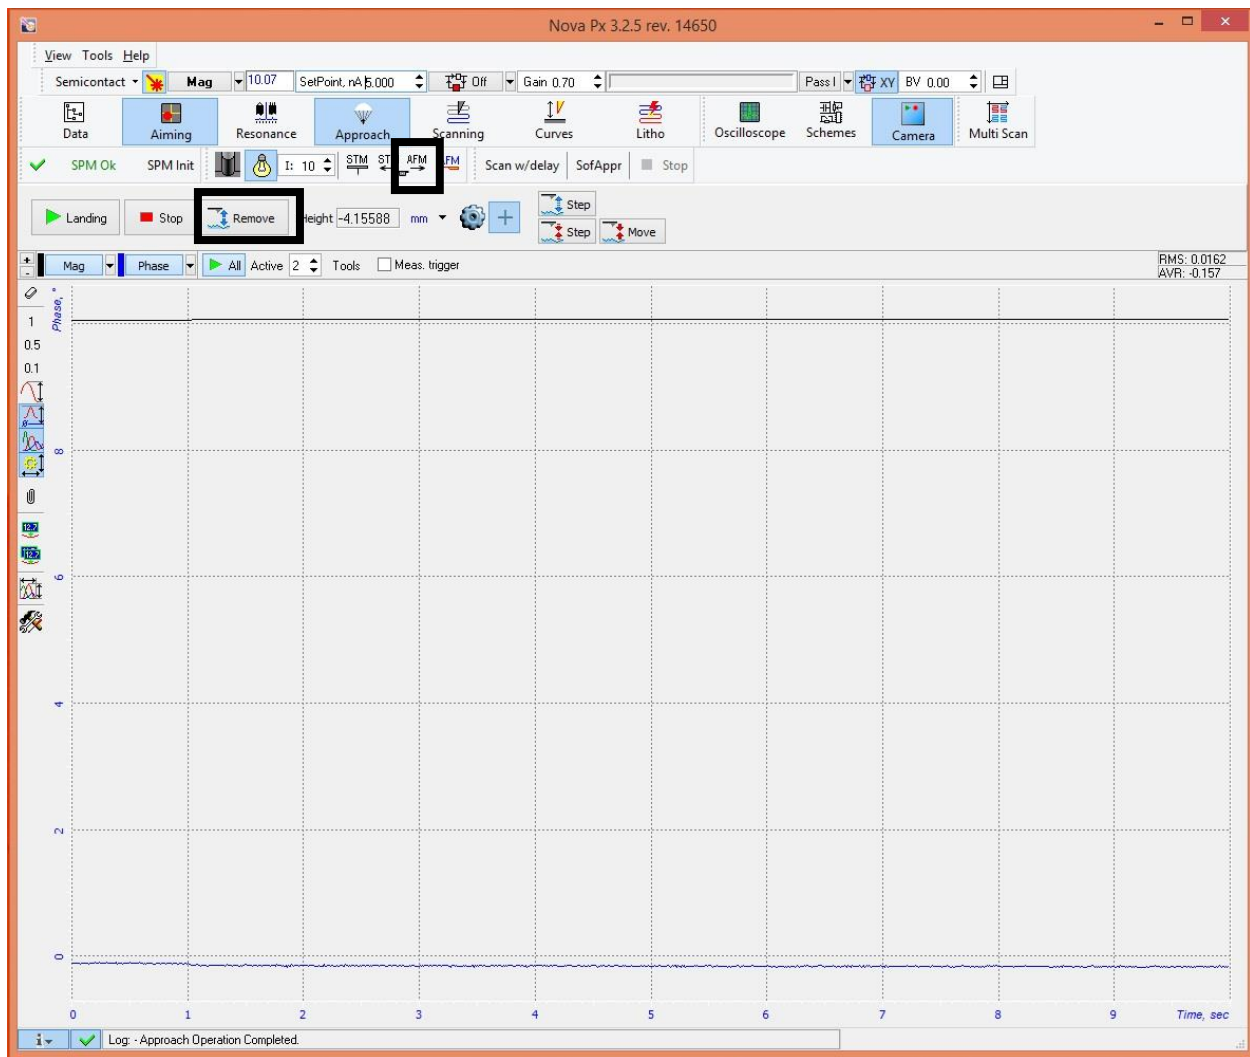 Nova Px 3.2.5 rev. 14650
View Tools Help
Semicontact Mag 10.07 SetPoint, nA 5.000 Off Gain 0.70 Pass I XY BV 0.00
Data Aiming Resonance Approach Scanning Curves Litho Oscilloscope Schemes Camera Multi Scan
SPM Ok SPM Init I: 10 STM ST AFM AFM Scan w/delay SofAppr Stop
Landing Stop Remove Height -4.15588 mm Step
Step Move
+ - Mag Phase All Active 2 Tools Meas. trigger RMS: 0.0162
AVR: -0.157
Phase, °
1
0.5
0.1
8
6
4
2
0
0 1 2 3 4 5 6 7 8 9 Time, sec
i Log: - Approach Operation Completed.